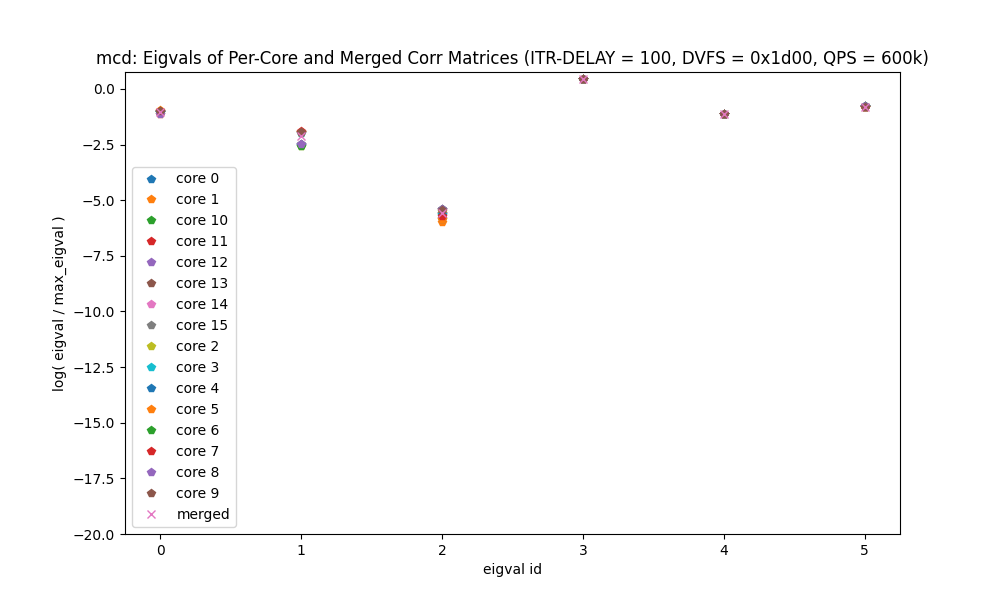 mcd: Eigvals of Per-Core and Merged Corr Matrices (ITR-DELAY = 100, DVFS = 0x1d00, QPS = 600k)
0.0
−2.5
−5.0
−7.5
−10.0
−12.5
−15.0
−17.5
−20.0
log( eigval / max_eigval )
core 0
core 1
core 10
core 11
core 12
core 13
core 14
core 15
core 2
core 3
core 4
core 5
core 6
core 7
core 8
core 9
merged
0 1 2 3 4 5
eigval id